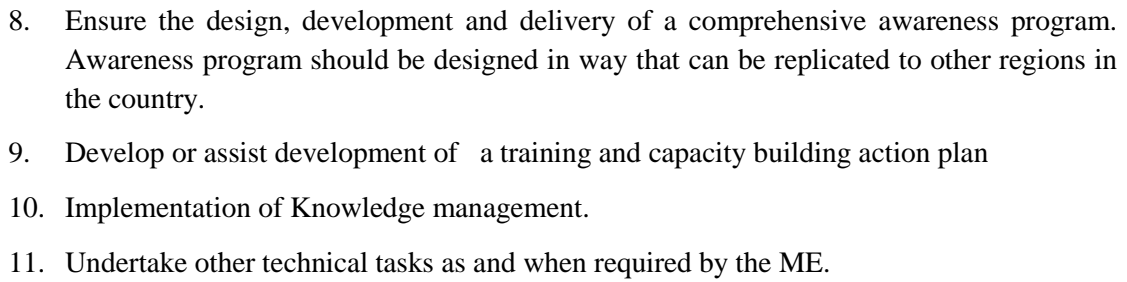 8. Ensure the design, development and delivery of a comprehensive awareness program.
Awareness program should be designed in way that can be replicated to other regions in
the country.
9. Develop or assist development of a training and capacity building action plan
10. Implementation of Knowledge management.
11. Undertake other technical tasks as and when required by the ME.